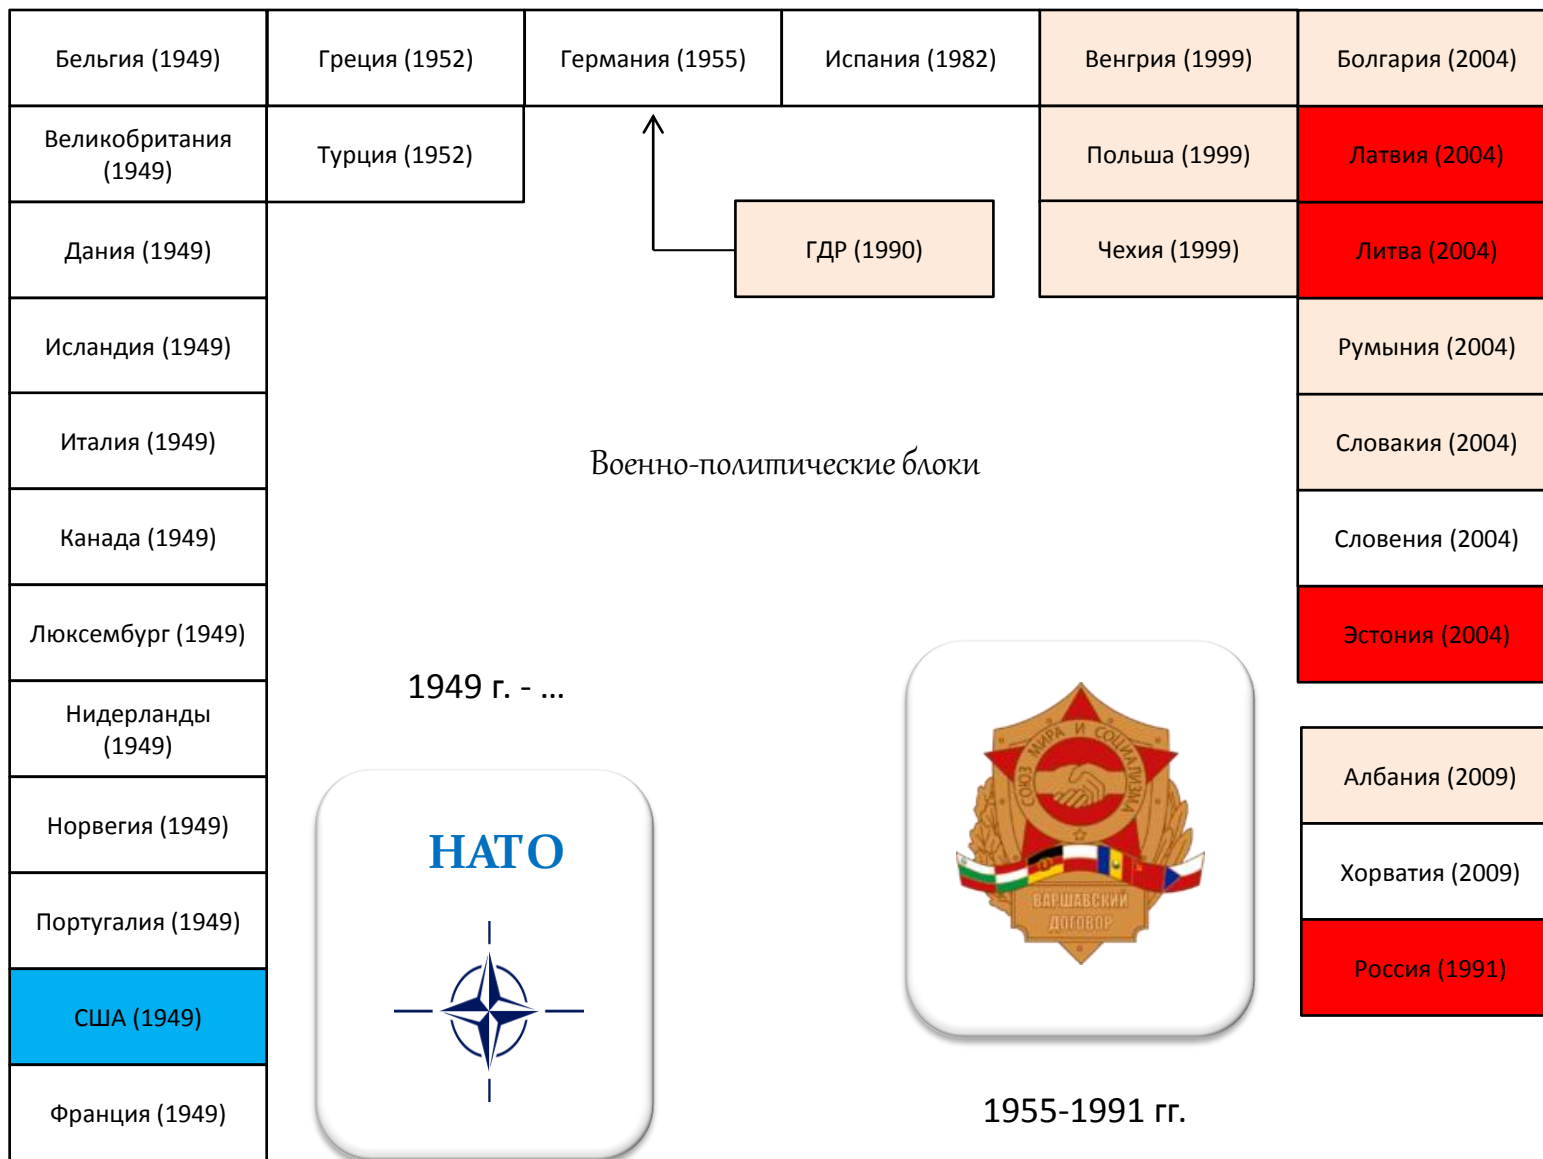 Бельгия (1949)
Греция (1952)
Германия (1955)
Испания (1982)
Венгрия (1999)
Болгария (2004)
Великобритания
(1949)
Турция (1952)
Польша (1999)
Латвия (2004)
Дания (1949)
ГДР (1990)
Чехия (1999)
Литва (2004)
Исландия (1949)
Румыния (2004)
Италия (1949)
Словакия (2004)
Военно-политические блоки
Канада (1949)
Словения (2004)
Люксембург (1949)
Эстония (2004)
1949 г. - ...
Нидерланды
(1949)
СОЮЗ МИРА И СОЦИАЛИЗМА
Албания (2009)
Норвегия (1949)
НАТО
Хорватия (2009)
ВАРШАВСКИЙ
ДОГОВОР
Португалия (1949)
Россия (1991)
США (1949)
Франция (1949)
1955-1991 гг.